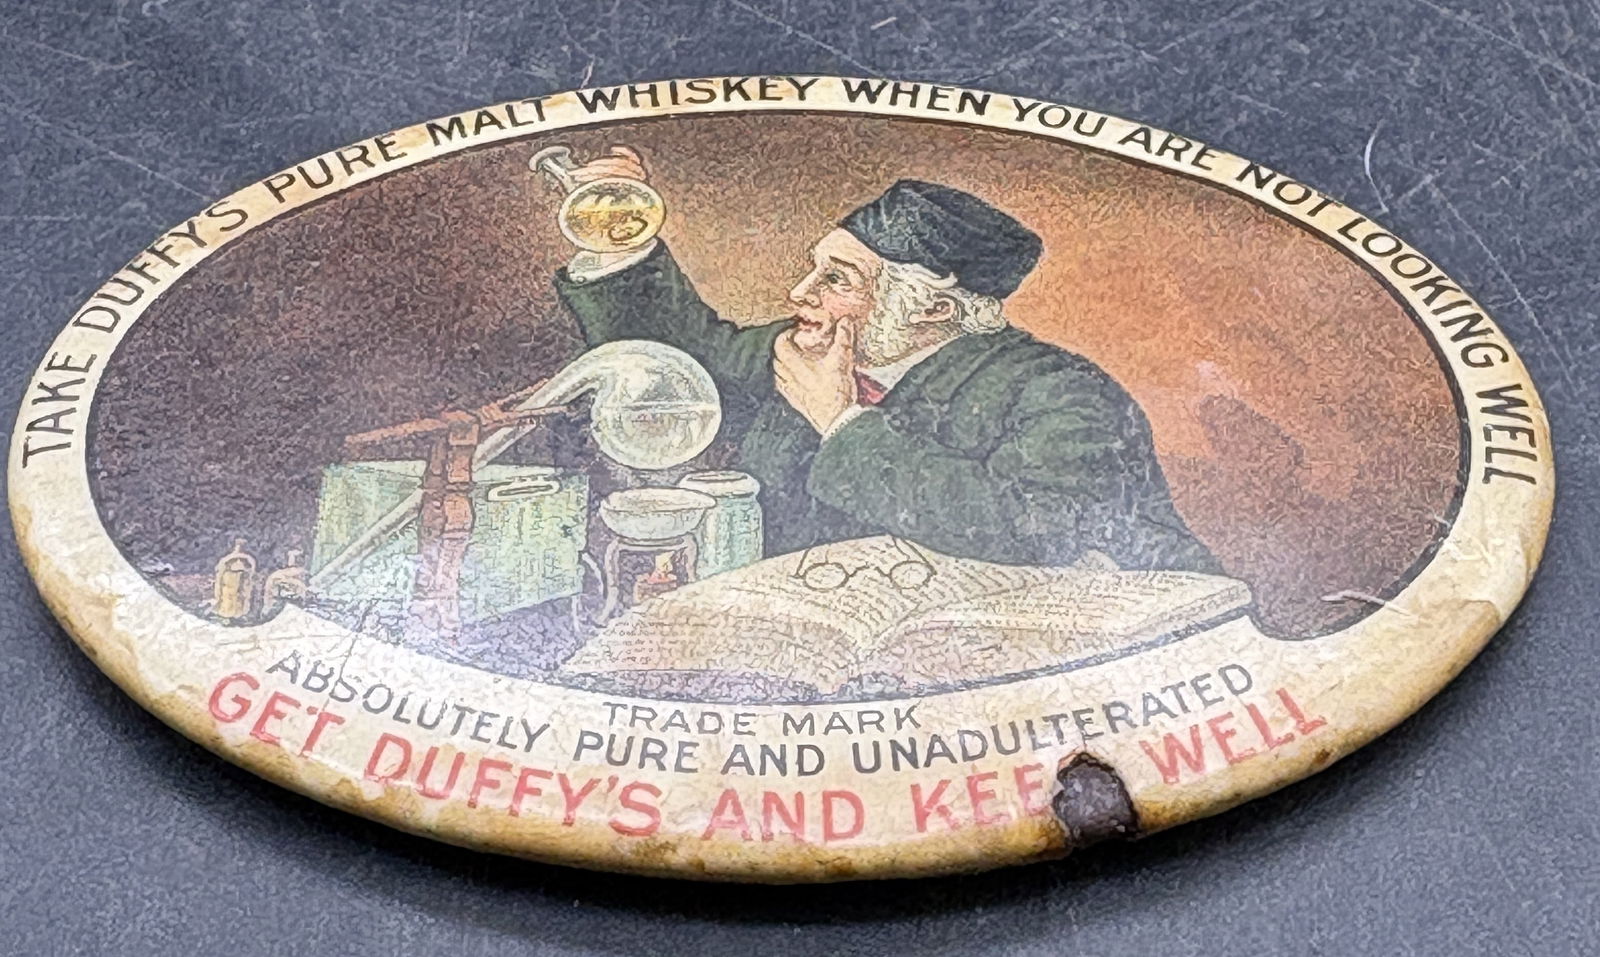 TAKE DUFFY'S PURE MALT WHISKEY WHEN YOU ARE NOT LOOKING WELL
TRADE MARK
ABSOLUTELY PURE AND UNADULTERATED
GET DUFFY'S AND KEE WELL